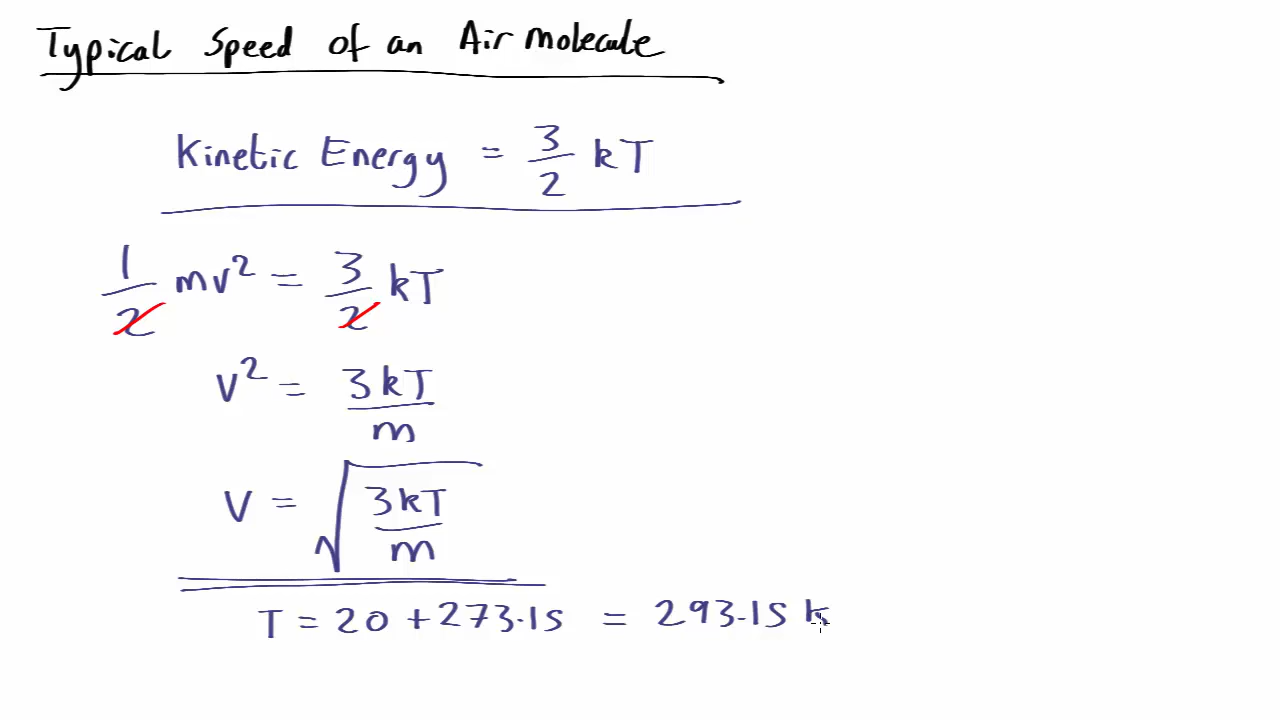 Typical Speed of an Air molecule
Kinetic Energy = 3/2 kT
1/2 mv² = 3/2 kT
V² = 3kT/m
V = √(3kT/m)
T = 20 + 273.15 = 293.15 k